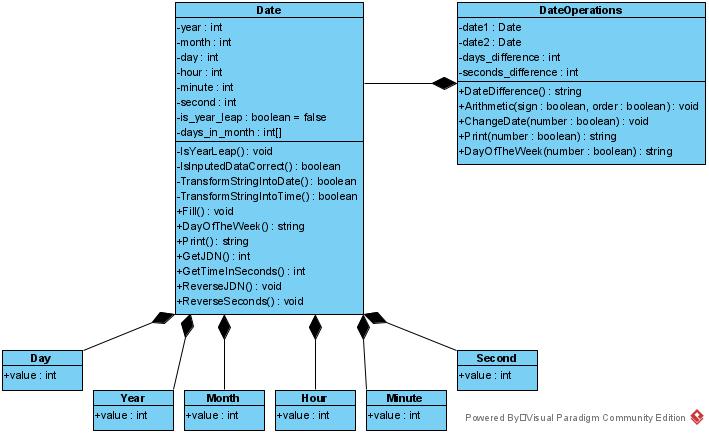 Date
-year : int
-month : int
-day : int
-hour : int
-minute : int
-second : int
-is_year_leap : boolean = false
-days_in_month : int[]
-IsYearLeap() : void
-IsInputedDataCorrect() : boolean
-TransformStringIntoDate() : boolean
-TransformStringIntoTime() : boolean
+Fill() : void
+DayOfTheWeek() : string
+Print() : string
+GetJDN() : int
+GetTimeInSeconds() : int
+ReverseJDN() : void
+ReverseSeconds() : void
DateOperations
-date1 : Date
-date2 : Date
-days_difference : int
-seconds_difference : int
+DateDifference() : string
+Arithmetic(sign : boolean, order : boolean) : void
+ChangeDate(number : boolean) : void
+Print(number : boolean) : string
+DayOfTheWeek(number : boolean) : string
Day
+value : int
Year
+value : int
Month
+value : int
Hour
+value : int
Minute
+value : int
Second
+value : int
Powered By Visual Paradigm Community Edition